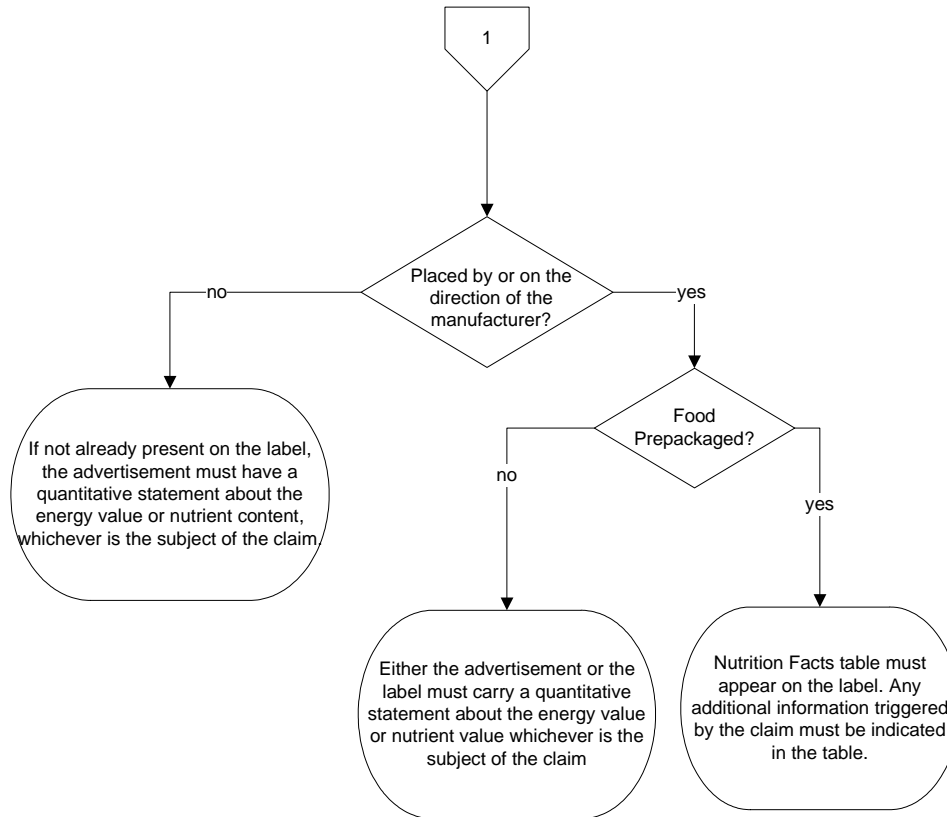 1
Placed by or on the
direction of the
manufacturer?
no
yes
If not already present on the label,
the advertisement must have a
quantitative statement about the
energy value or nutrient content,
whichever is the subject of the claim.
Food
Prepackaged?
no
yes
Either the advertisement or the
label must carry a quantitative
statement about the energy value
or nutrient value whichever is the
subject of the claim
Nutrition Facts table must
appear on the label. Any
additional information triggered
by the claim must be indicated
in the table.